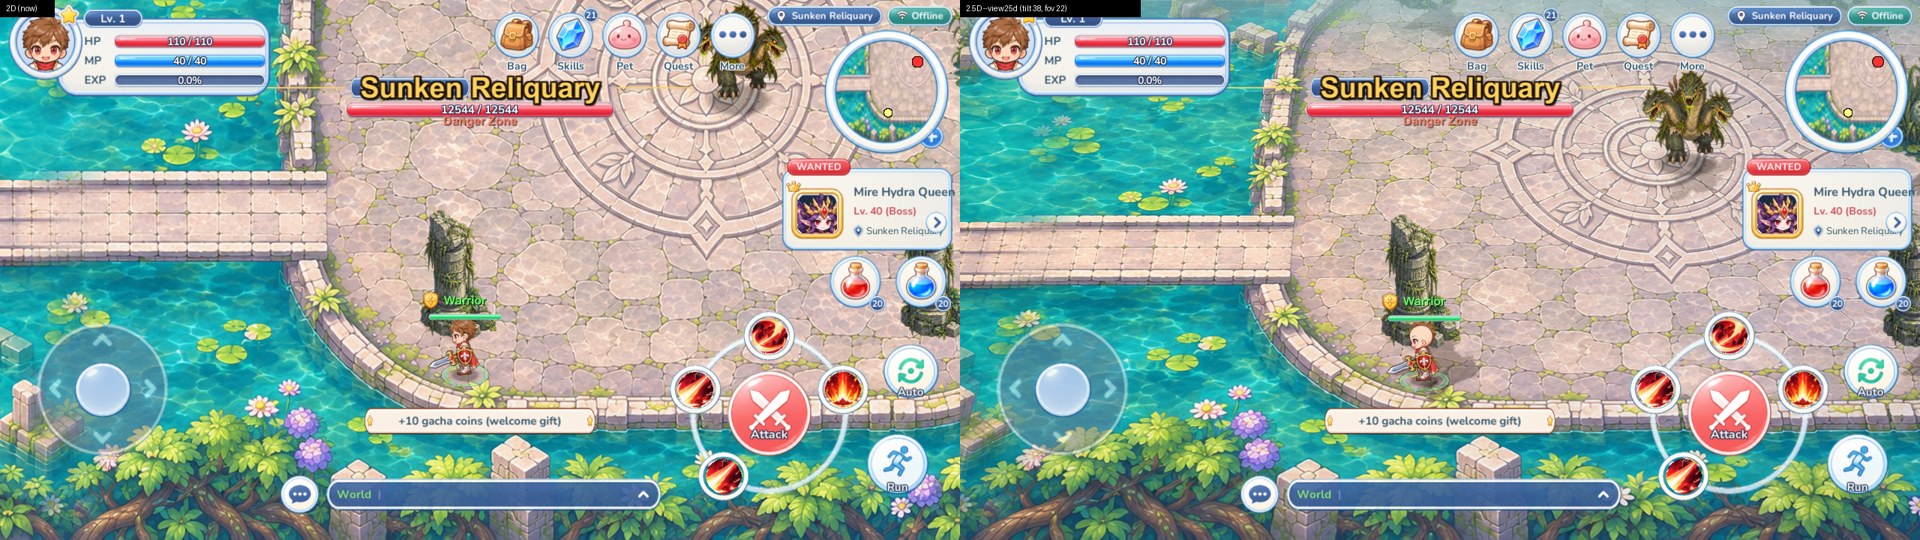 2D (now)
Lv. 1
HP 110 / 110
MP 40 / 40
EXP 0.0%
Bag
21
Skills
Pet
Quest
More
Sunken Reliquary
Offline
Sunken Reliquary
12544 / 12544
Danger Zone
WANTED
Mire Hydra Queen
Lv. 40 (Boss)
Sunken Reliquary
20
20
Warrior
Auto
Attack
Run
+10 gacha coins (welcome gift)
World
2.5D --view25d (tilt 38, fov 22)
Lv. 1
HP 110 / 110
MP 40 / 40
EXP 0.0%
Bag
21
Skills
Pet
Quest
More
Sunken Reliquary
Offline
Sunken Reliquary
12544 / 12544
Danger Zone
WANTED
Mire Hydra Queen
Lv. 40 (Boss)
Sunken Reliquary
20
20
Warrior
Auto
Attack
Run
+10 gacha coins (welcome gift)
World